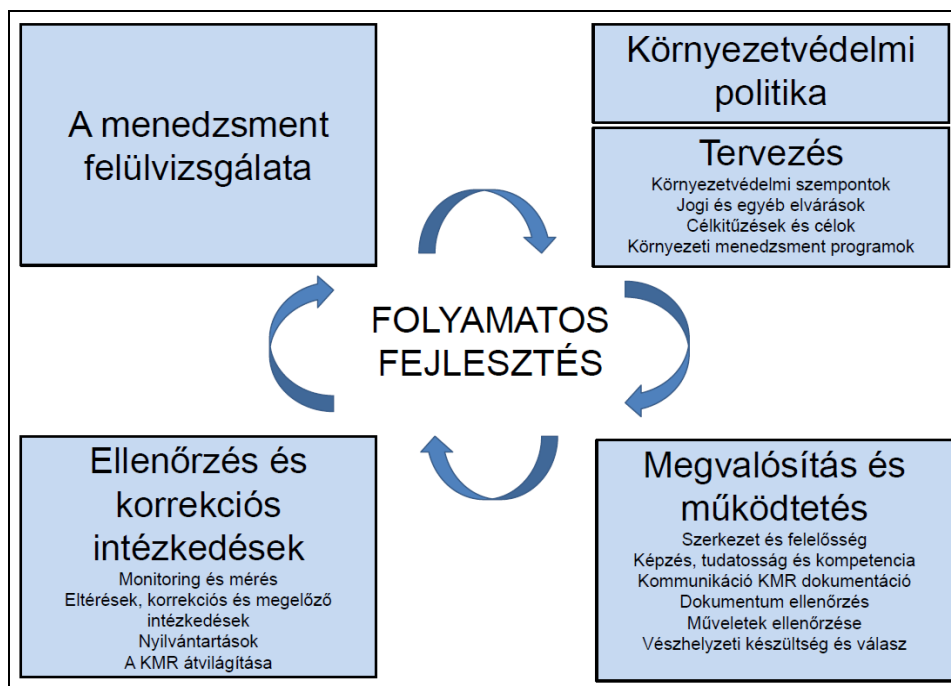 A menedzsment
felülvizsgálata
Környezetvédelmi
politika
Tervezés
Környezetvédelmi szempontok
Jogi és egyéb elvárások
Célkitűzések és célok
Környezeti menedzsment programok
FOLYAMATOS
FEJLESZTÉS
Ellenőrzés és
korrekciós
intézkedések
Monitoring és mérés
Eltérések, korrekciós és megelőző
intézkedések
Nyilvántartások
A KMR átvilágítása
Megvalósítás és
működtetés
Szerkezet és felelősség
Képzés, tudatosság és kompetencia
Kommunikáció KMR dokumentáció
Dokumentum ellenőrzés
Műveletek ellenőrzése
Vészhelyzeti készültség és válasz